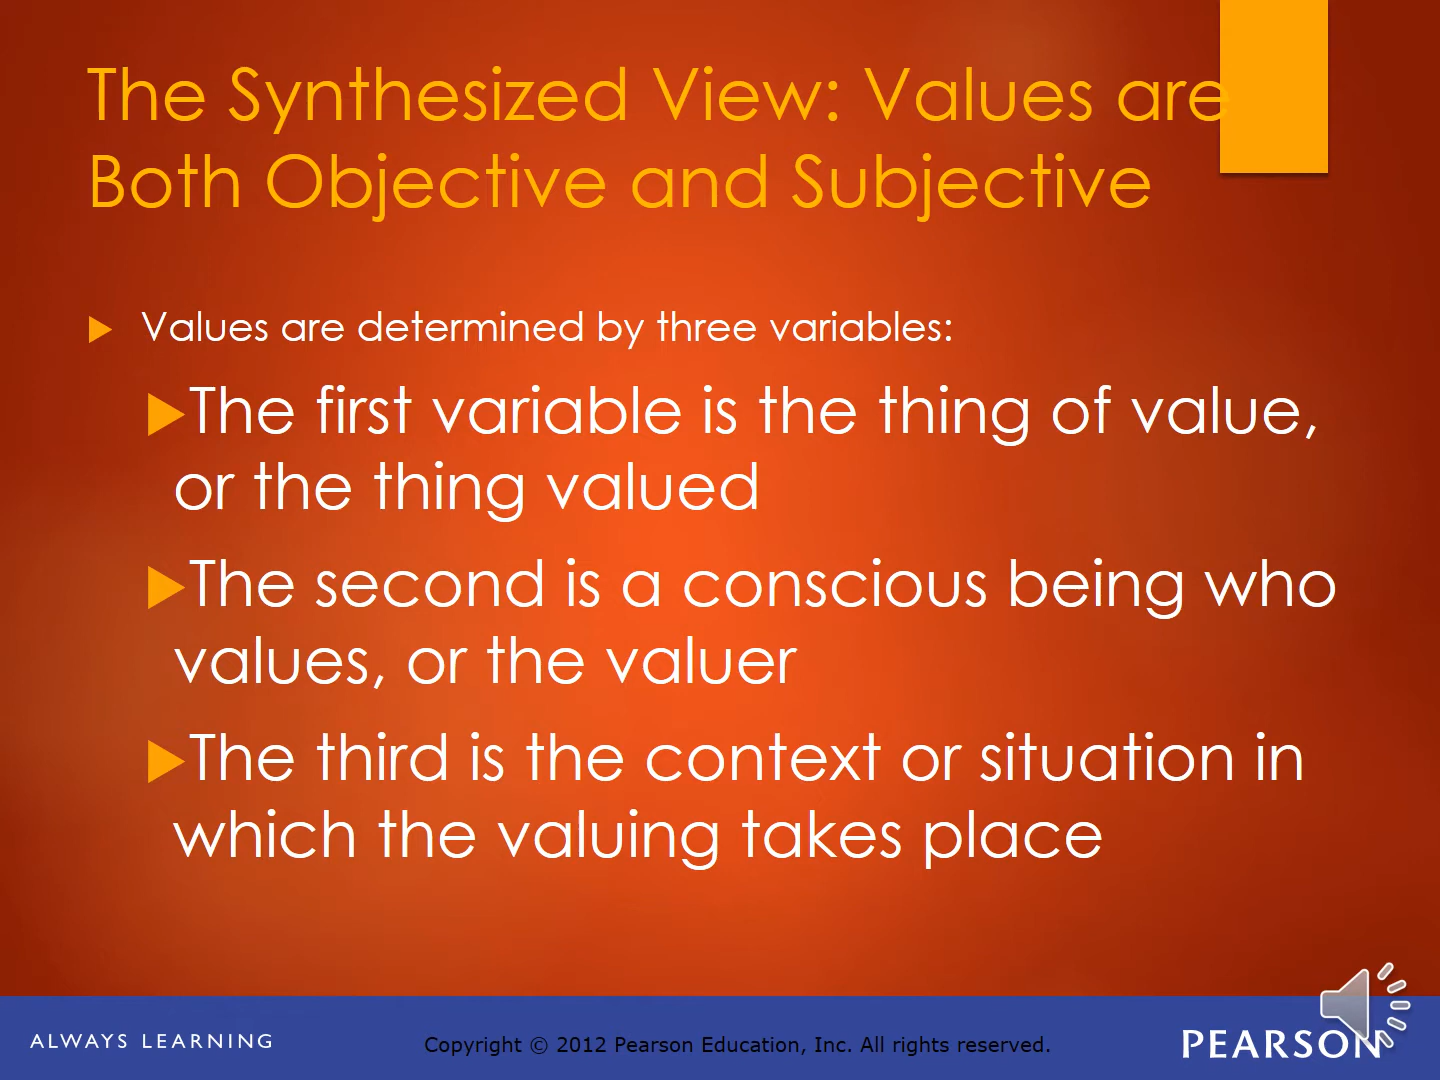 The Synthesized View: Values are
Both Objective and Subjective
Values are determined by three variables:
The first variable is the thing of value,
or the thing valued
The second is a conscious being who
values, or the valuer
The third is the context or situation in
which the valuing takes place
ALWAYS LEARNING
Copyright © 2012 Pearson Education, Inc. All rights reserved.
PEARSON